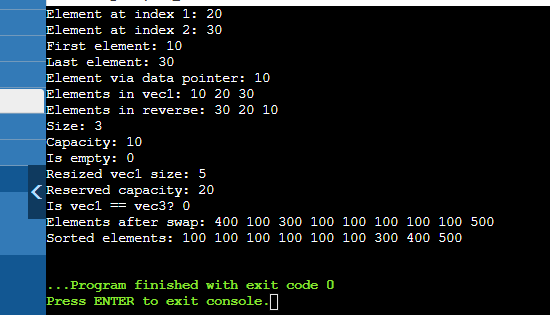 Element at index 1: 20
Element at index 2: 30
First element: 10
Last element: 30
Element via data pointer: 10
Elements in vec1: 10 20 30
Elements in reverse: 30 20 10
Size: 3
Capacity: 10
Is empty: 0
Resized vec1 size: 5
Reserved capacity: 20
Is vec1 == vec3? 0
Elements after swap: 400 100 300 100 100 100 100 100 500
Sorted elements: 100 100 100 100 100 100 300 400 500
...Program finished with exit code 0
Press ENTER to exit console.